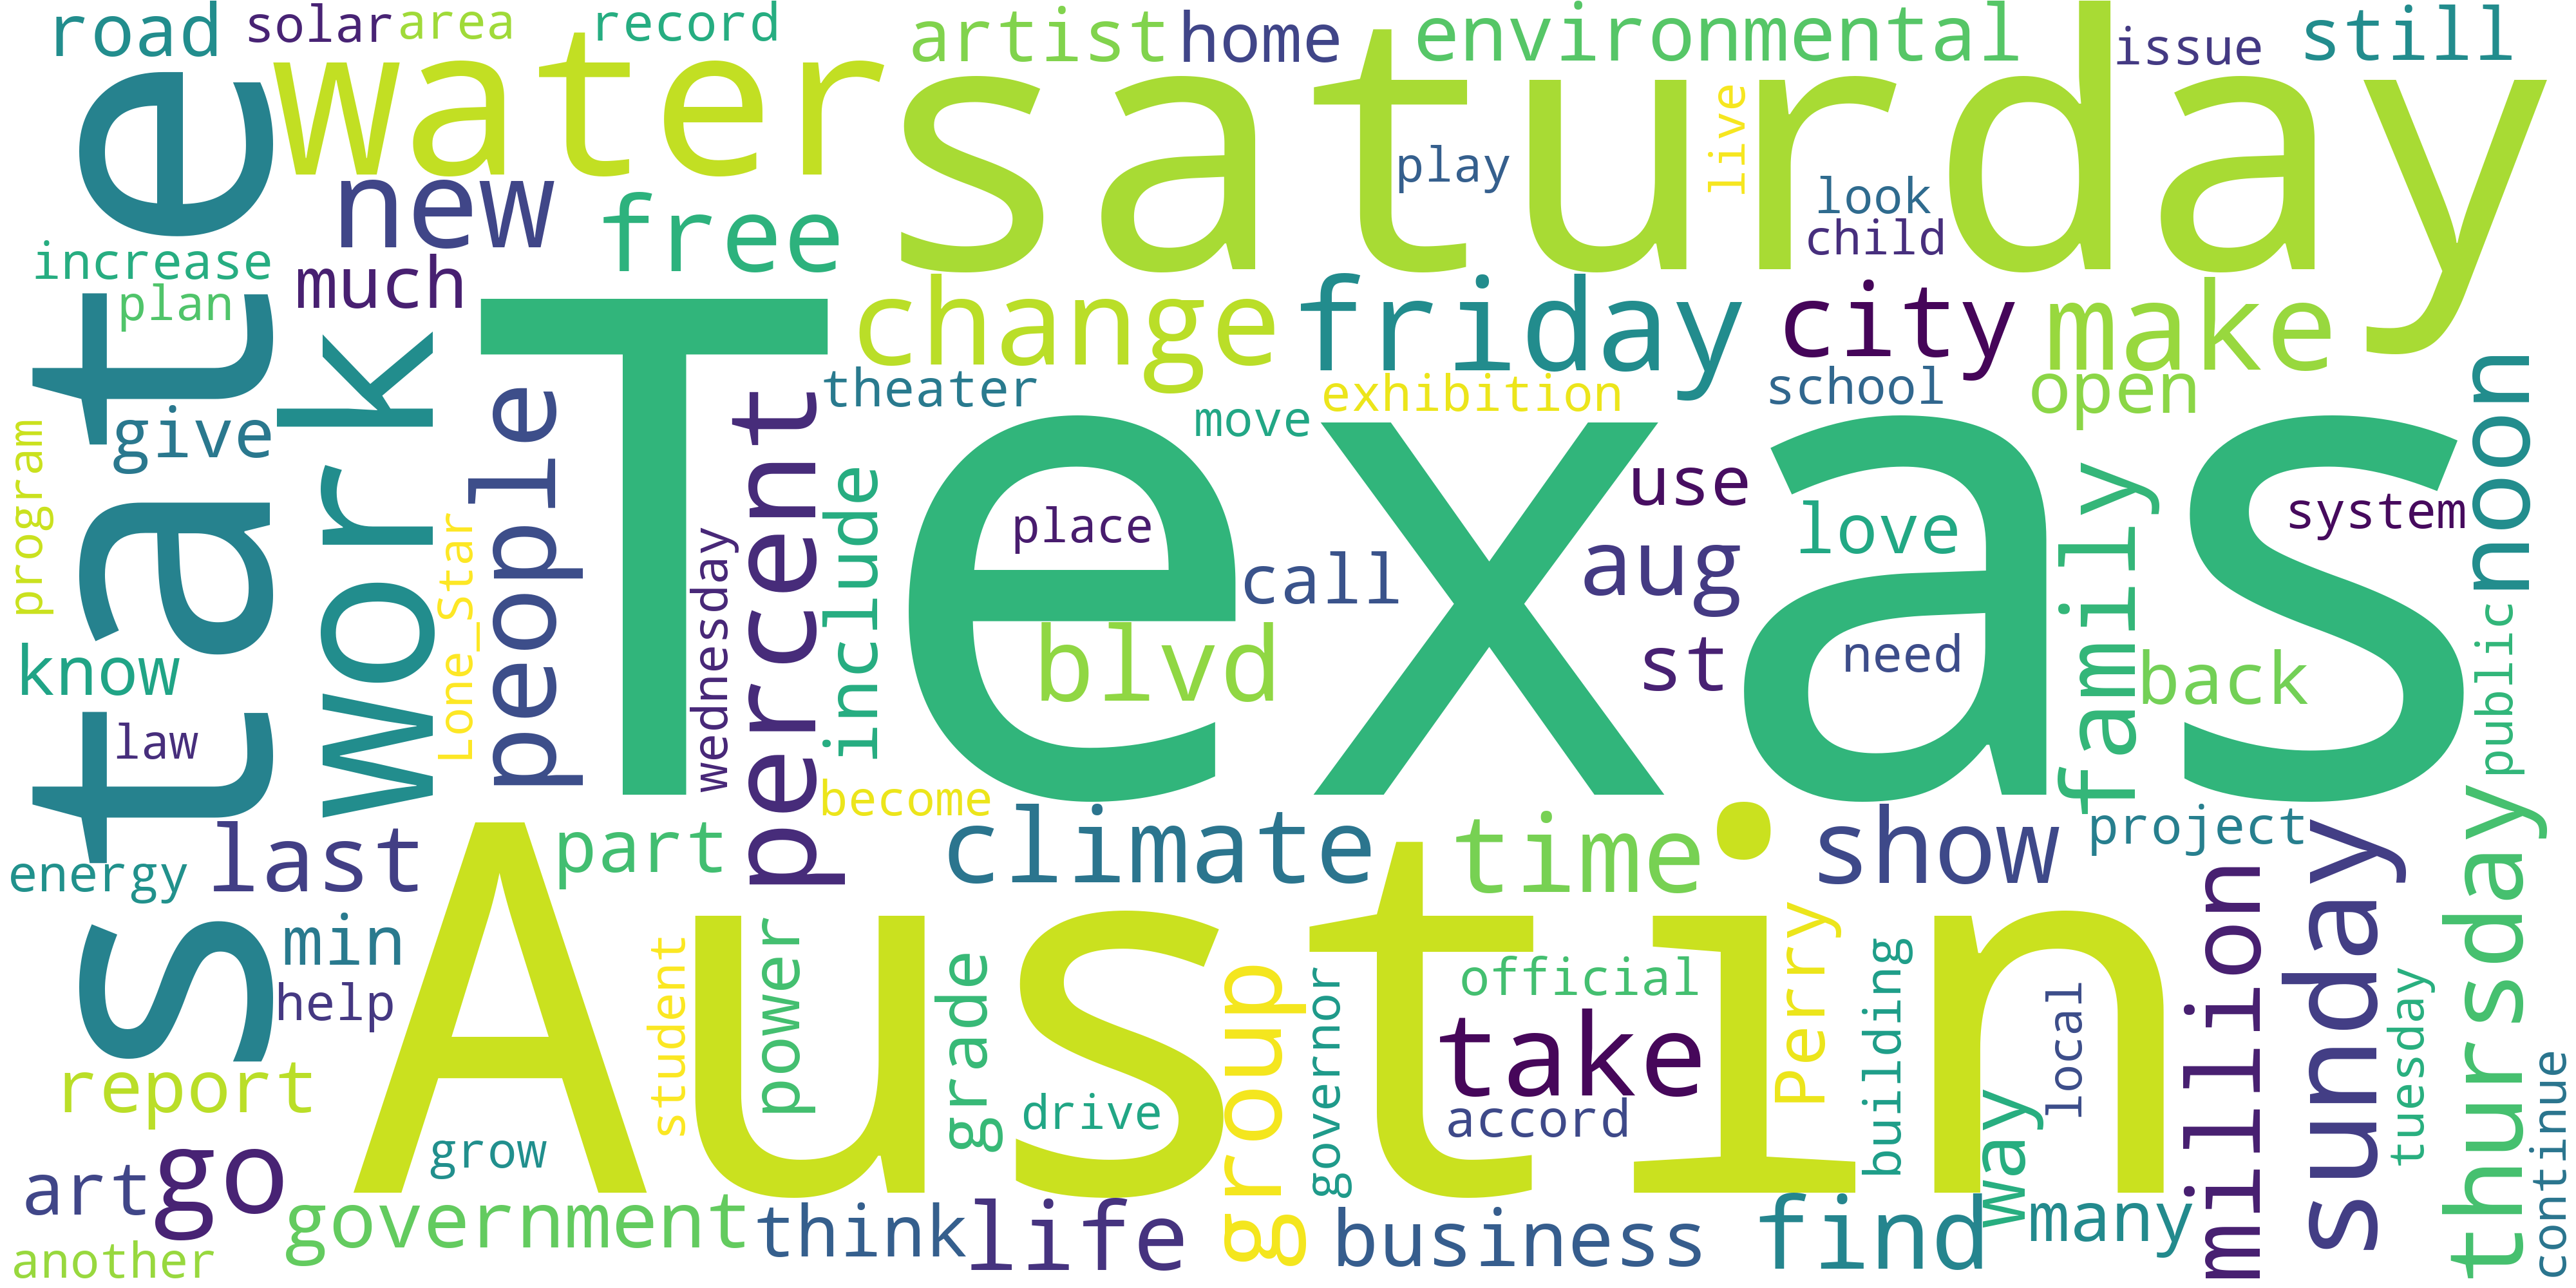 road
solar
area
record
artist
home
environmental
issue
still
water
saturday
state
new
free
play
live
look
child
increase
plan
much
change
friday
city
make
work
Texas
people
percent
theater
move
exhibition
school
open
noon
give
program
Lone_Star
wednesday
include
place
call
use
aug
love
family
system
know
law
blvd
st
need
back
public
become
energy
last
part
climate
time
show
project
million
sunday
thursday
min
help
Austin
student
power
grade
group
governor
official
take
Perry
building
local
tuesday
continue
report
drive
accord
way
grow
art
go
government
think
life
business
find
many
another